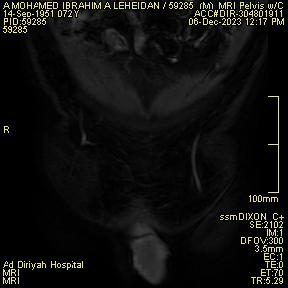 A MOHAMED IBRAHIM A LEHEIDAN / 59285 (M) MRI Pelvis w/C
14-Sep-1951 072Y ACC#DIR-304801911
PID:59285 06-Dec-2023 12:17 PM
59285
R
100mm
ssmDIXON C+
SE:2102
IM:1
DFOV:300
3.5mm
EC:1
Ad Diriyah Hospital TE:0
MRI ET:70
MRI TR:5.29